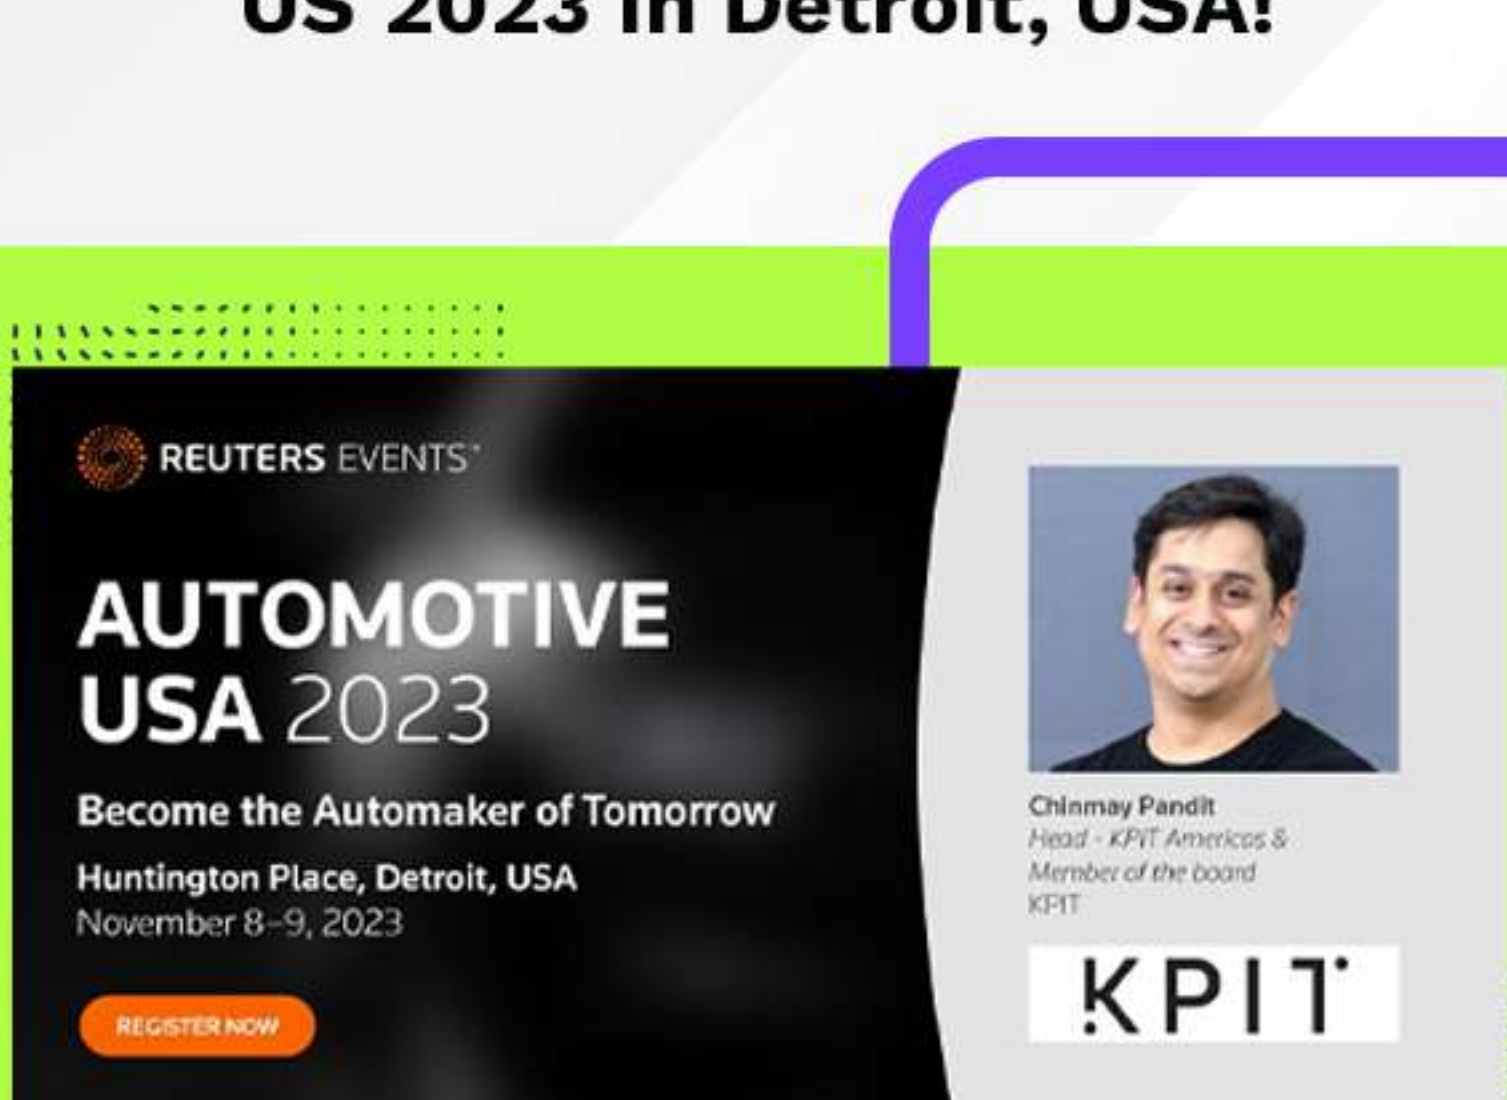 US 2023 in Detroit, USA!
REUTERS EVENTS™
AUTOMOTIVE
USA 2023
Become the Automaker of Tomorrow
Huntington Place, Detroit, USA
November 8–9, 2023
REGISTER NOW
Chinmay Pandit
Head - KPIT Americas &
Member of the board
KPIT
KPIT